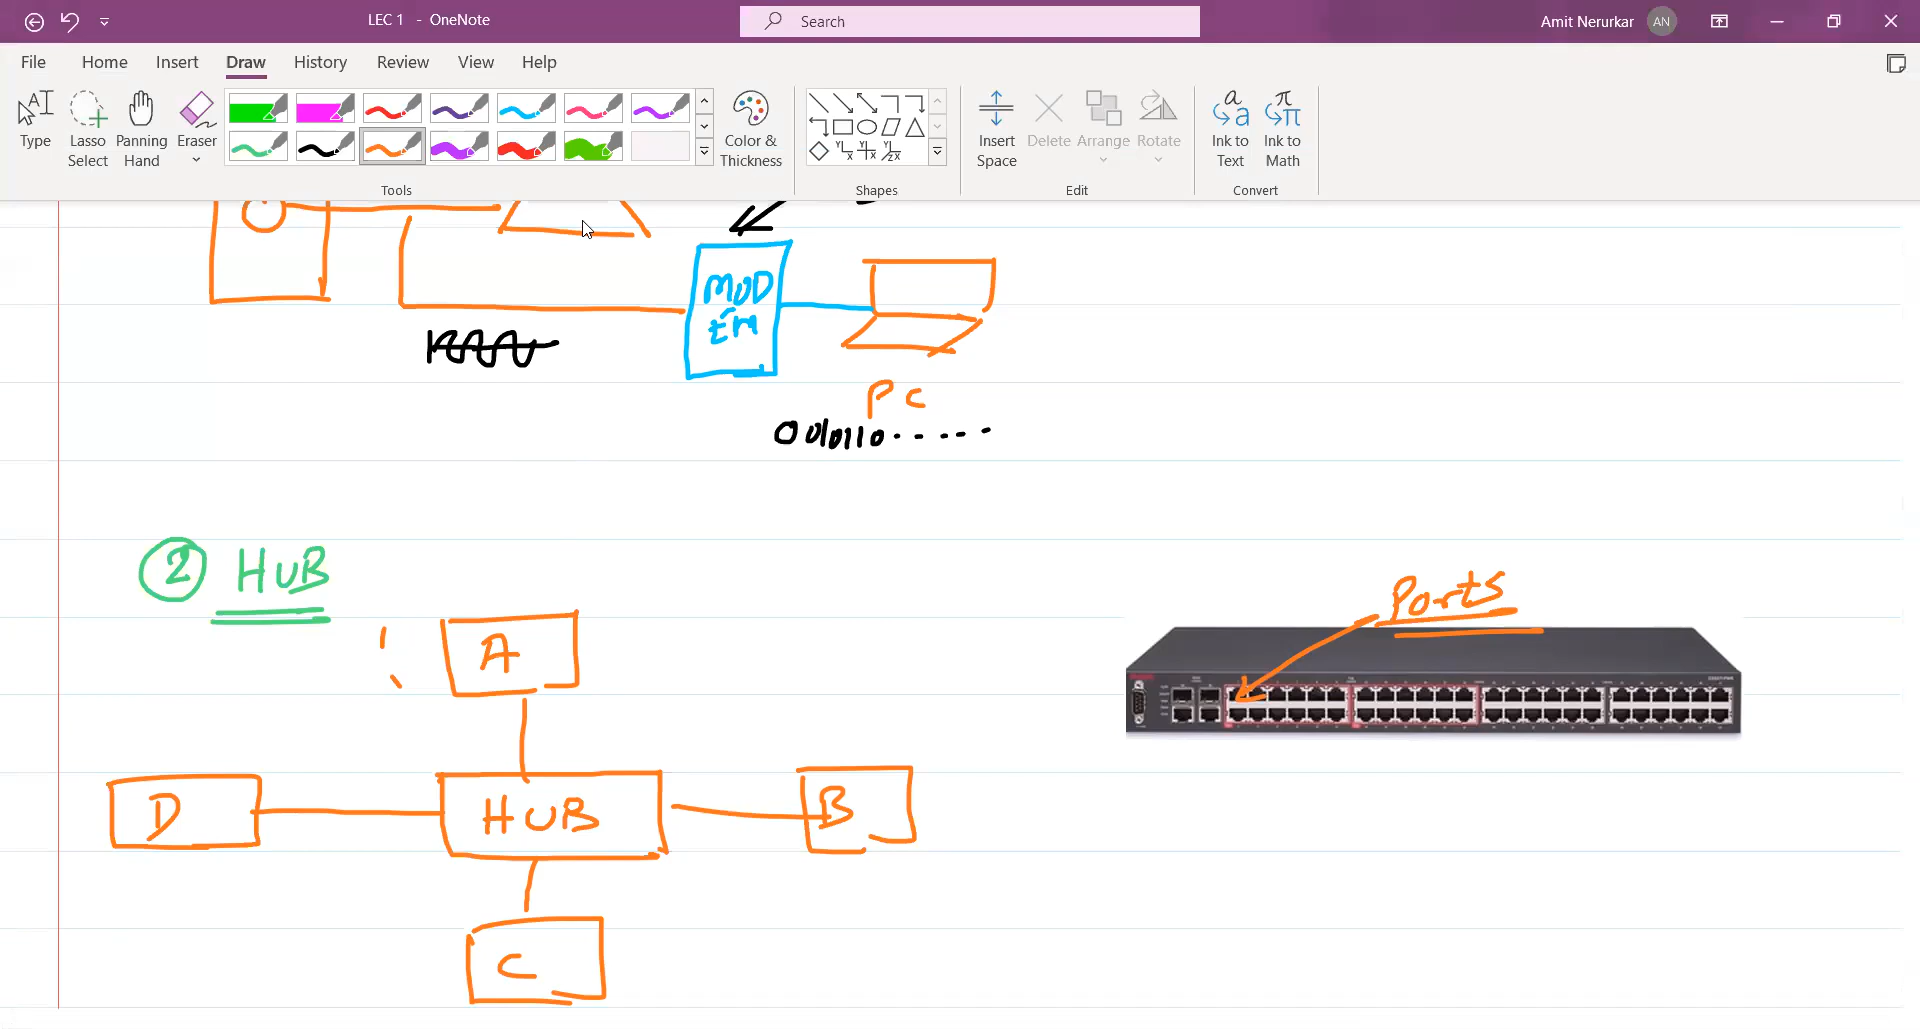 LEC 1 - OneNote
Search
Amit Nerurkar
AN
File Home Insert Draw History Review View Help
Type
Lasso Select
Panning Hand
Eraser
Color & Thickness
Insert Space
Delete
Arrange
Rotate
Ink to Text
Ink to Math
Tools
Shapes
Edit
Convert
MOD
EM
PC
00101110.....
2 HUB
Ports
A
D
HUB
B
C